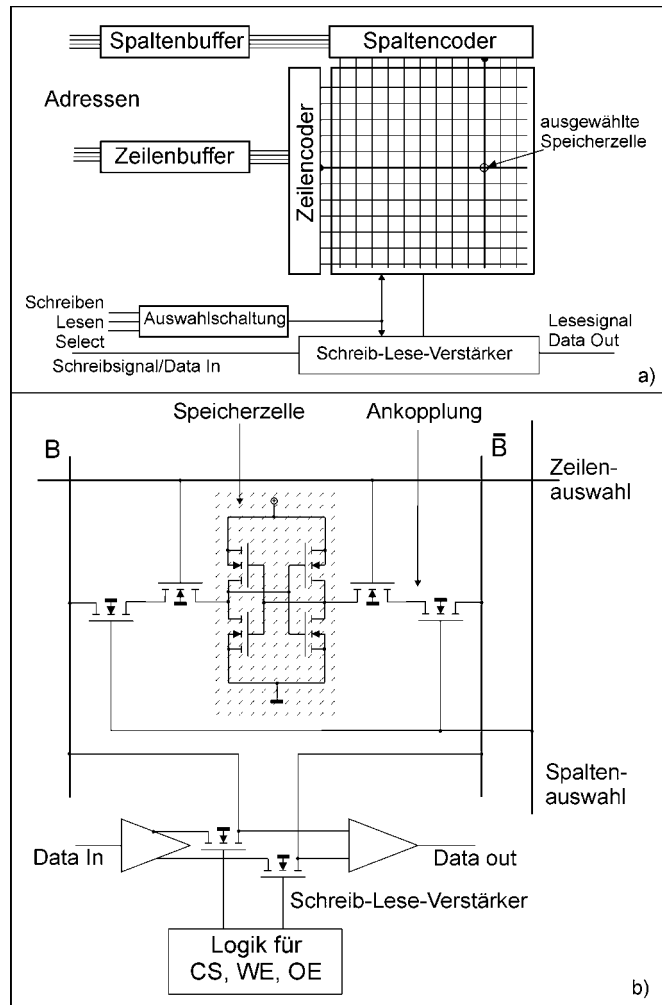 Spaltenbuffer
Spaltencoder
Adressen
ausgewählte
Speicherzelle
Zeilenbuffer
Zeilencoder
Schreiben
Lesen
Select
Auswahlschaltung
Schreibsignal/Data In
Schreib-Lese-Verstärker
Lesesignal
Data Out
a)
Speicherzelle
Ankopplung
B
B̅
Zeilen-
auswahl
Spalten-
auswahl
Data In
Data out
Schreib-Lese-Verstärker
Logik für
CS, WE, OE
b)